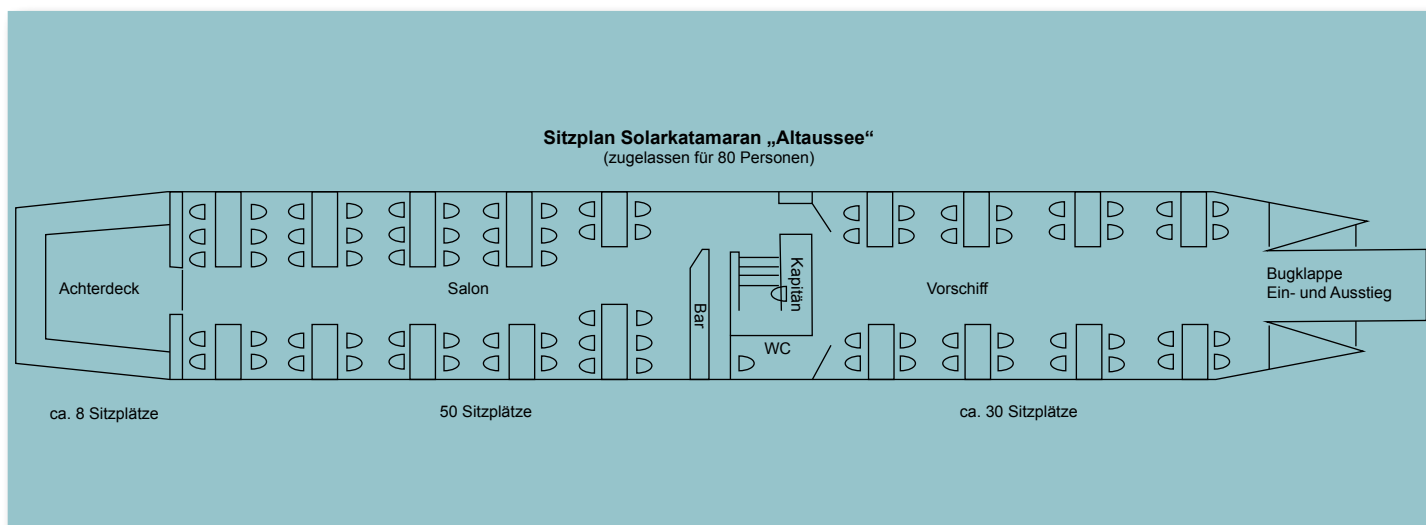 Sitzplan Solarkatamaran „Altaussee“
(zugelassen für 80 Personen)
Achterdeck
Salon
Bar
Kapitän
WC
Vorschiff
Bugklappe
Ein- und Ausstieg
ca. 8 Sitzplätze
50 Sitzplätze
ca. 30 Sitzplätze